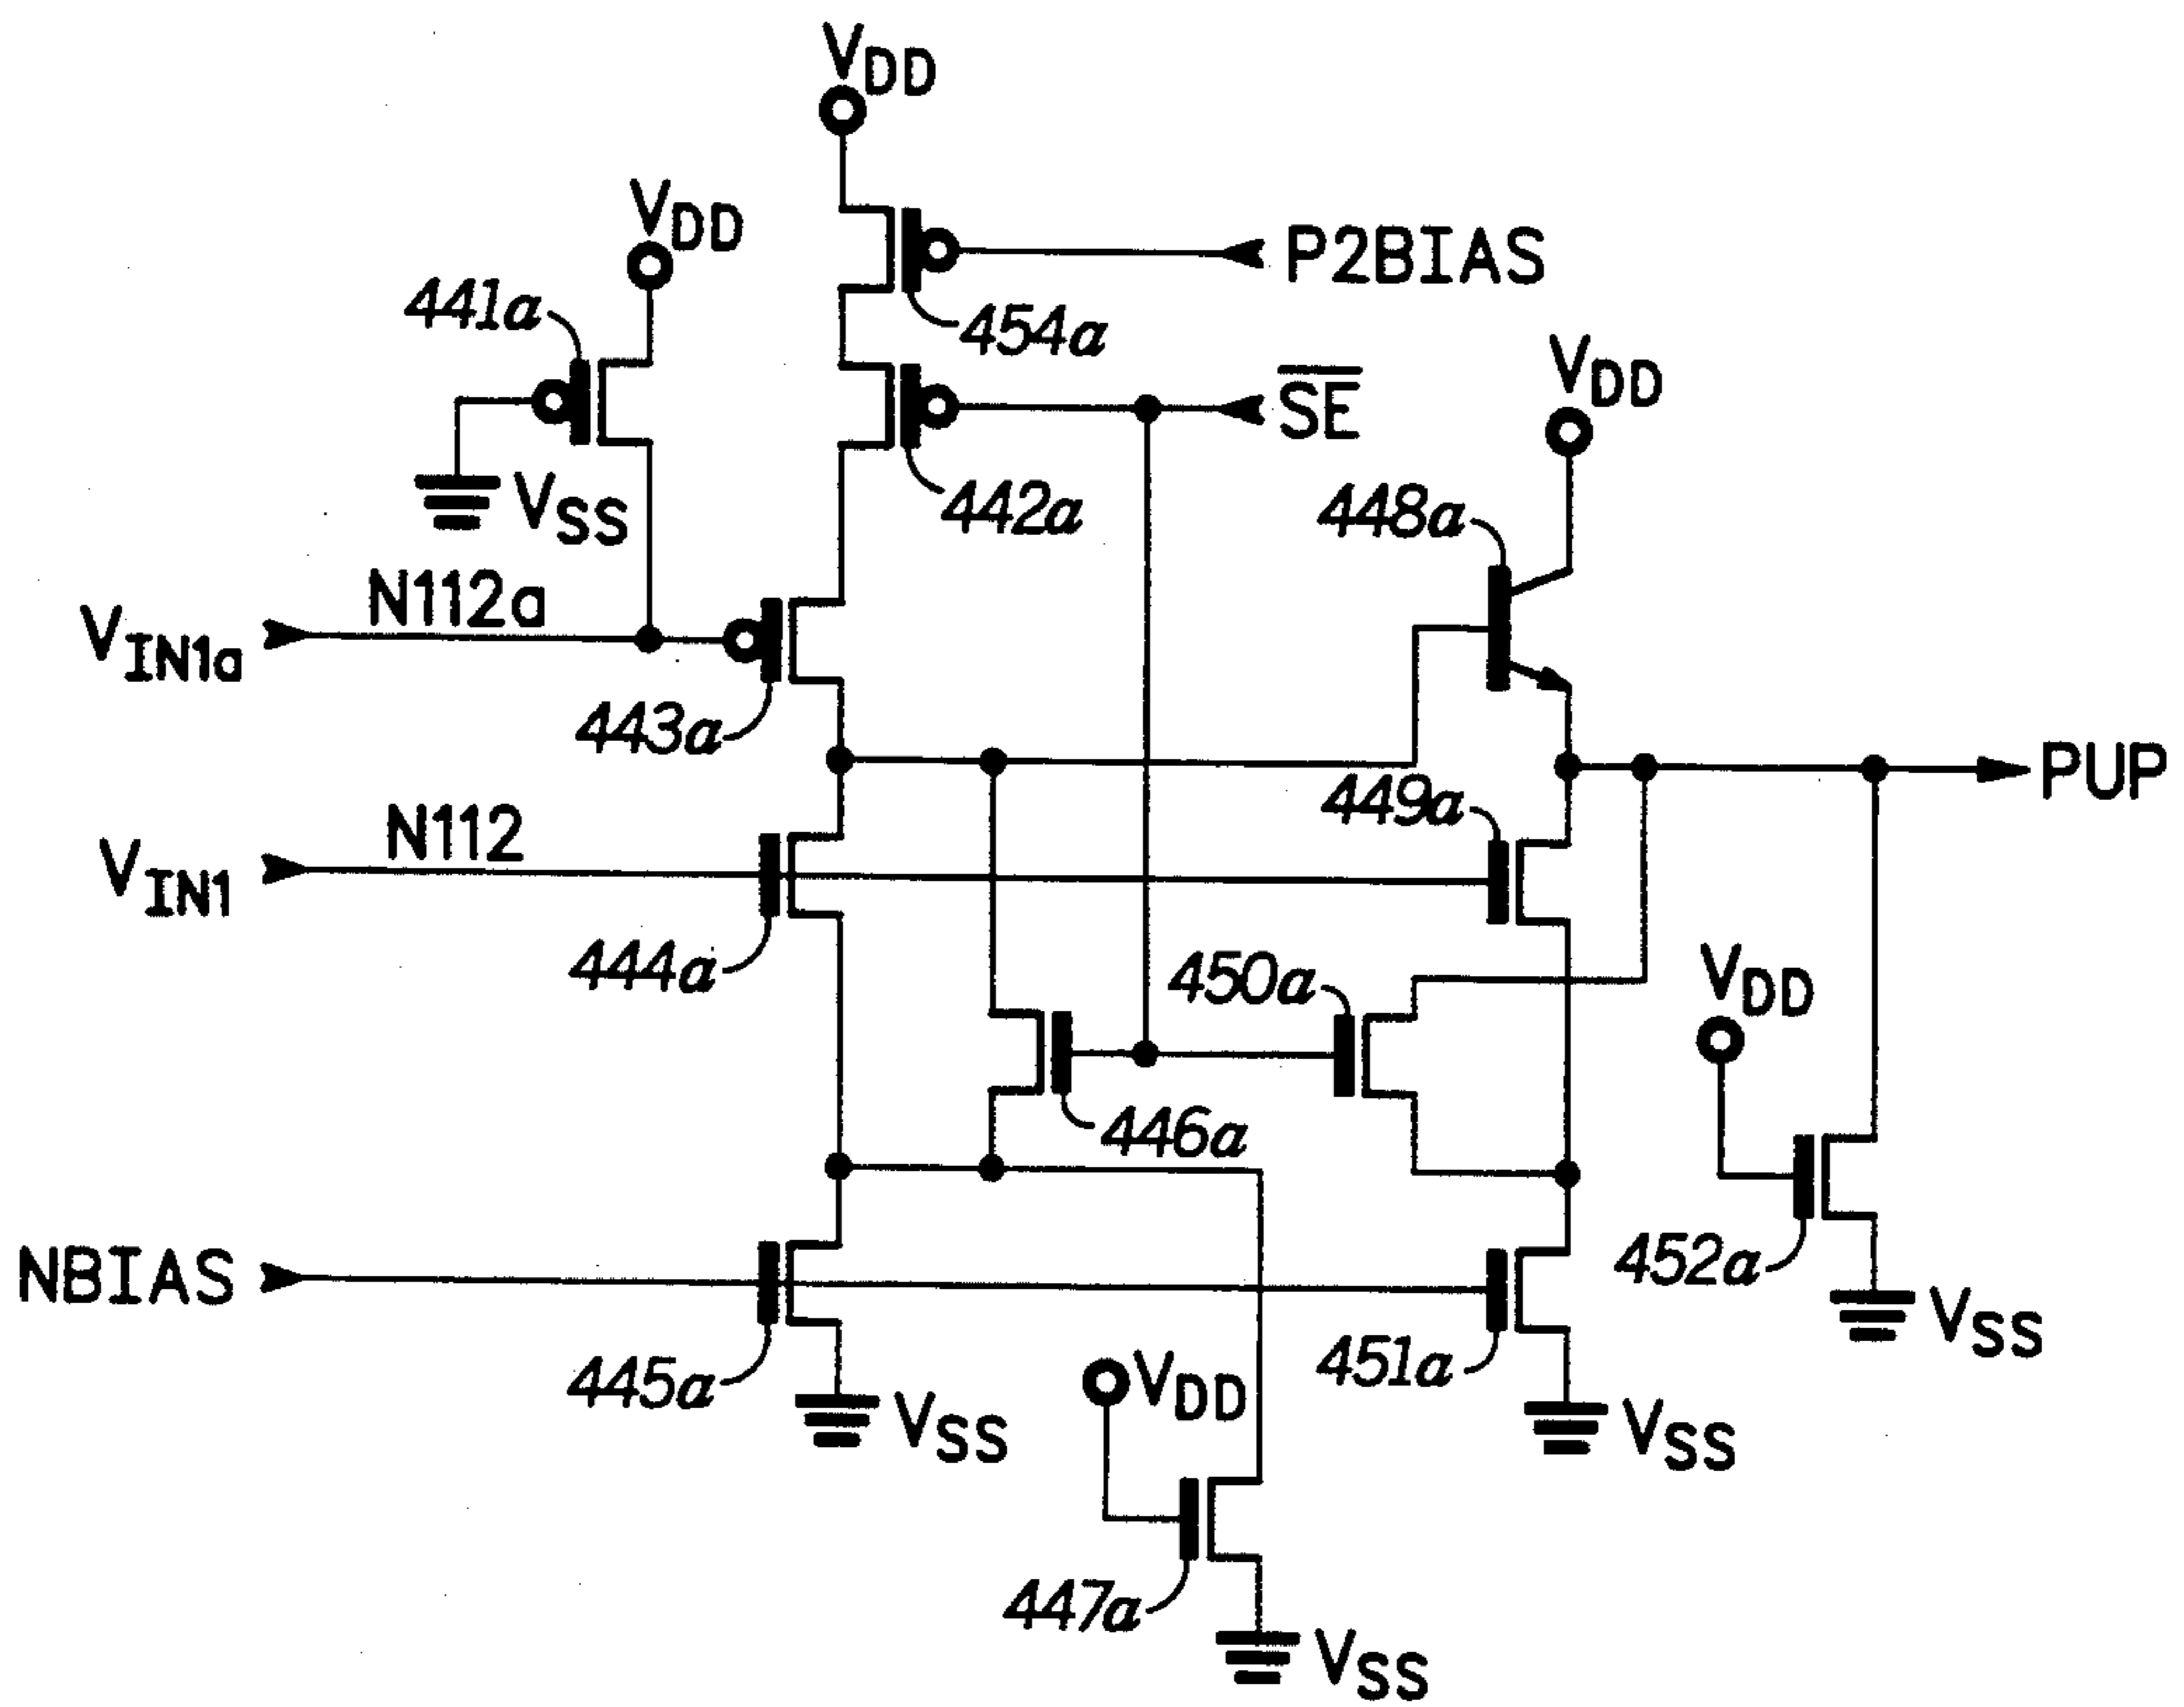 VDD
VDD
P2BIAS
441a
454a
VDD
SE
VSS
442a
448a
N112a
VIN1a
443a
PUP
449a
N112
VIN1
444a
450a
VDD
446a
452a
NBIAS
VSS
445a
VDD
451a
VSS
VSS
447a
VSS